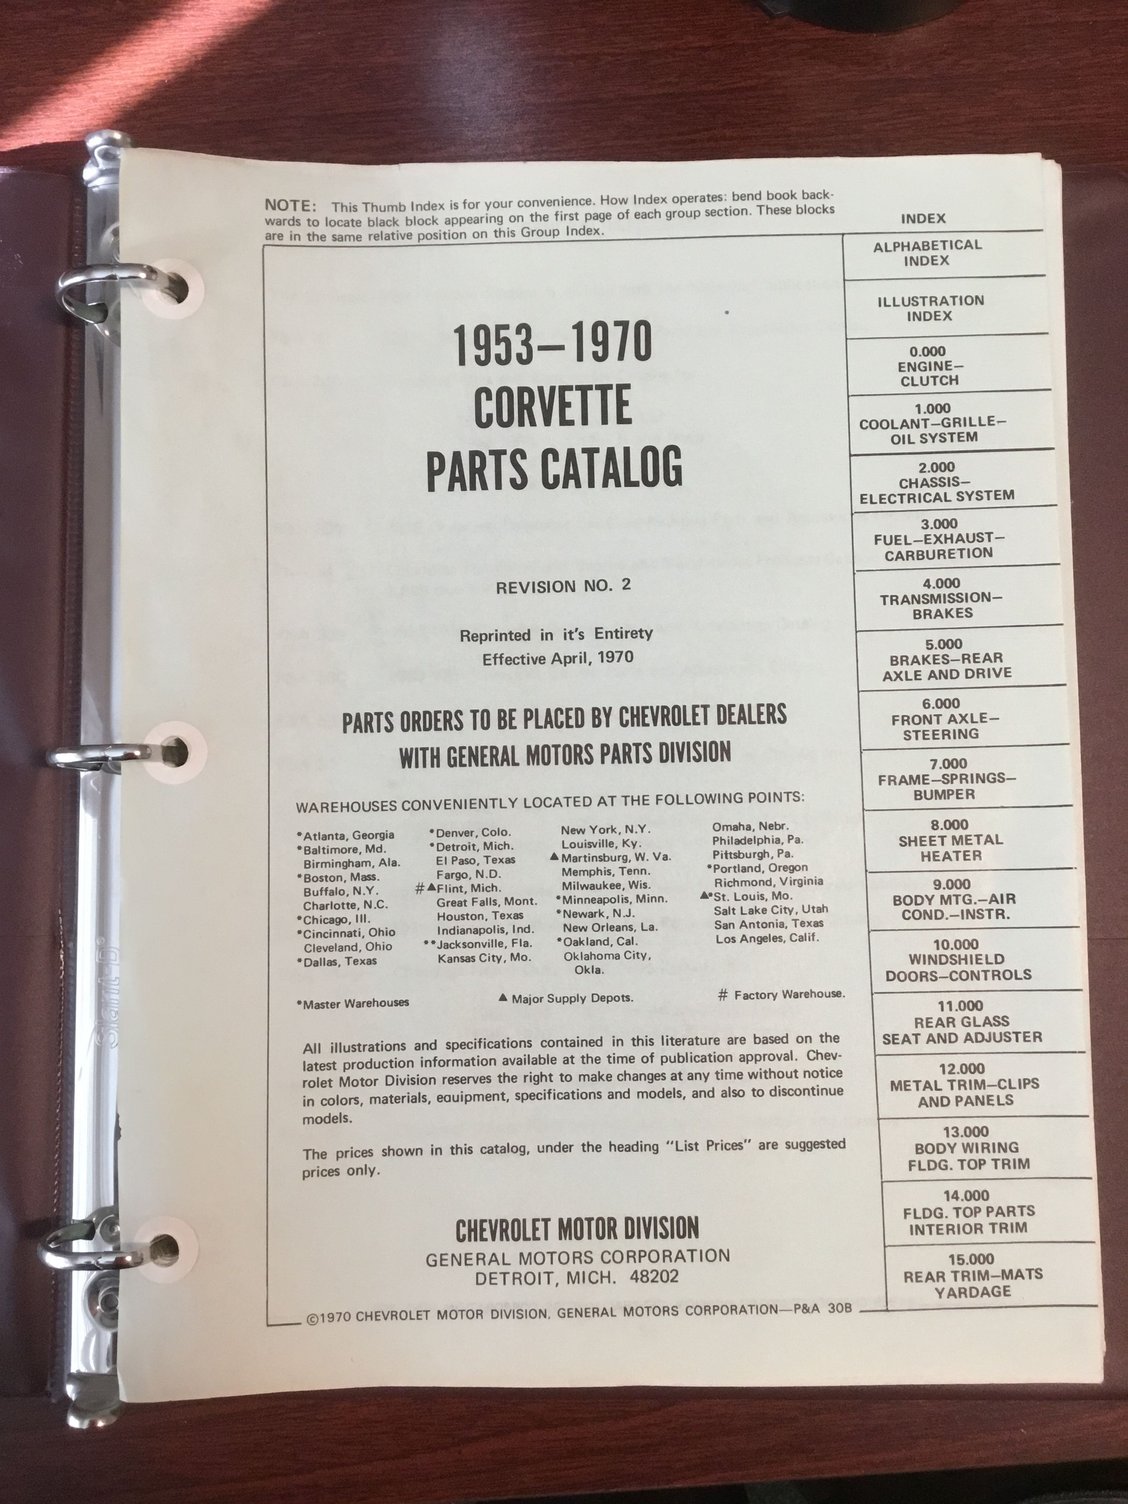 NOTE: This Thumb Index is for your convenience. How Index operates: bend book back-
wards to locate black block appearing on the first page of each group section. These blocks
are in the same relative position on this Group Index.
1953—1970
CORVETTE
PARTS CATALOG
REVISION NO. 2
Reprinted in it's Entirety
Effective April, 1970
PARTS ORDERS TO BE PLACED BY CHEVROLET DEALERS
WITH GENERAL MOTORS PARTS DIVISION
WAREHOUSES CONVENIENTLY LOCATED AT THE FOLLOWING POINTS:
*Atlanta, Georgia
*Baltimore, Md.
Birmingham, Ala.
*Boston, Mass.
Buffalo, N.Y.
Charlotte, N.C.
*Chicago, Ill.
*Cincinnati, Ohio
Cleveland, Ohio
*Dallas, Texas
*Denver, Colo.
*Detroit, Mich.
El Paso, Texas
Fargo, N.D.
#▲Flint, Mich.
Great Falls, Mont.
Houston, Texas
Indianapolis, Ind.
**Jacksonville, Fla.
Kansas City, Mo.
New York, N.Y.
Louisville, Ky.
▲Martinsburg, W. Va.
Memphis, Tenn.
Milwaukee, Wis.
*Minneapolis, Minn.
*Newark, N.J.
New Orleans, La.
*Oakland, Cal.
Oklahoma City,
Okla.
Omaha, Nebr.
Philadelphia, Pa.
Pittsburgh, Pa.
*Portland, Oregon
Richmond, Virginia
▲*St. Louis, Mo.
Salt Lake City, Utah
San Antonia, Texas
Los Angeles, Calif.
*Master Warehouses
▲ Major Supply Depots.
# Factory Warehouse.
All illustrations and specifications contained in this literature are based on the
latest production information available at the time of publication approval. Chev-
rolet Motor Division reserves the right to make changes at any time without notice
in colors, materials, equipment, specifications and models, and also to discontinue
models.
The prices shown in this catalog, under the heading "List Prices" are suggested
prices only.
CHEVROLET MOTOR DIVISION
GENERAL MOTORS CORPORATION
DETROIT, MICH. 48202
©1970 CHEVROLET MOTOR DIVISION, GENERAL MOTORS CORPORATION—P&A 30B
INDEX
ALPHABETICAL
INDEX
ILLUSTRATION
INDEX
0.000
ENGINE—
CLUTCH
1.000
COOLANT—GRILLE—
OIL SYSTEM
2.000
CHASSIS—
ELECTRICAL SYSTEM
3.000
FUEL—EXHAUST—
CARBURETION
4.000
TRANSMISSION—
BRAKES
5.000
BRAKES—REAR
AXLE AND DRIVE
6.000
FRONT AXLE—
STEERING
7.000
FRAME—SPRINGS—
BUMPER
8.000
SHEET METAL
HEATER
9.000
BODY MTG.—AIR
COND.—INSTR.
10.000
WINDSHIELD
DOORS—CONTROLS
11.000
REAR GLASS
SEAT AND ADJUSTER
12.000
METAL TRIM—CLIPS
AND PANELS
13.000
BODY WIRING
FLDG. TOP TRIM
14.000
FLDG. TOP PARTS
INTERIOR TRIM
15.000
REAR TRIM—MATS
YARDAGE
Slant-D